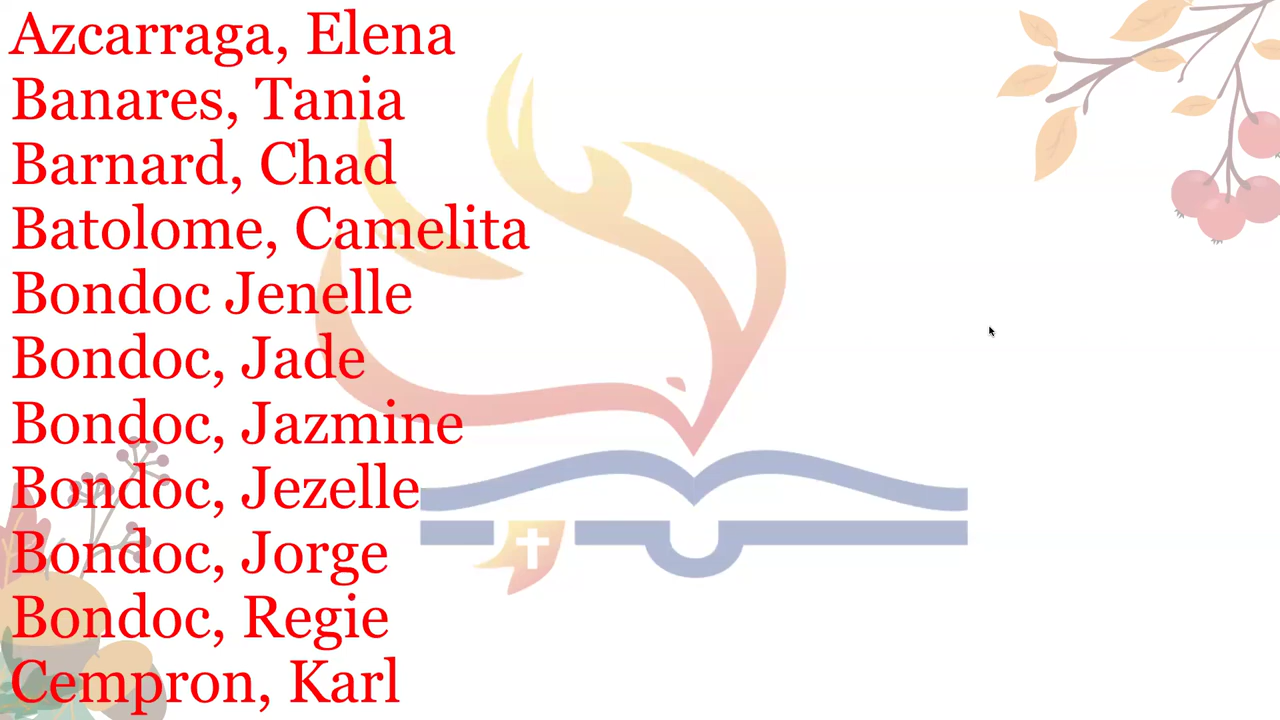 Azcarraga, Elena
Banares, Tania
Barnard, Chad
Batolome, Camelita
Bondoc Jenelle
Bondoc, Jade
Bondoc, Jazmine
Bondoc, Jezelle
Bondoc, Jorge
Bondoc, Regie
Cempron, Karl